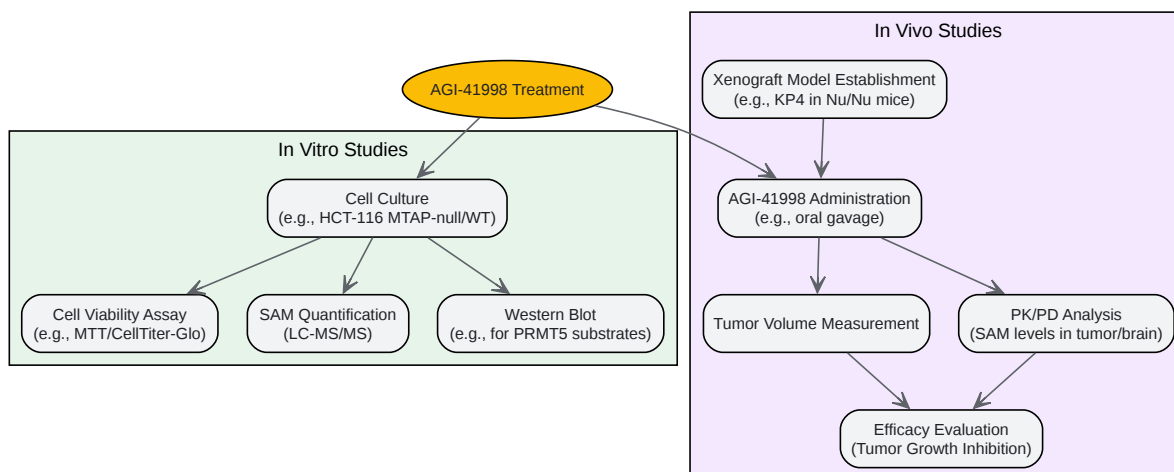 In Vivo Studies
Xenograft Model Establishment
(e.g., KP4 in Nu/Nu mice)
AGI-41998 Treatment
In Vitro Studies
Cell Culture
(e.g., HCT-116 MTAP-null/WT)
AGI-41998 Administration
(e.g., oral gavage)
Cell Viability Assay
(e.g., MTT/CellTiter-Glo)
SAM Quantification
(LC-MS/MS)
Western Blot
(e.g., for PRMT5 substrates)
Tumor Volume Measurement
PK/PD Analysis
(SAM levels in tumor/brain)
Efficacy Evaluation
(Tumor Growth Inhibition)